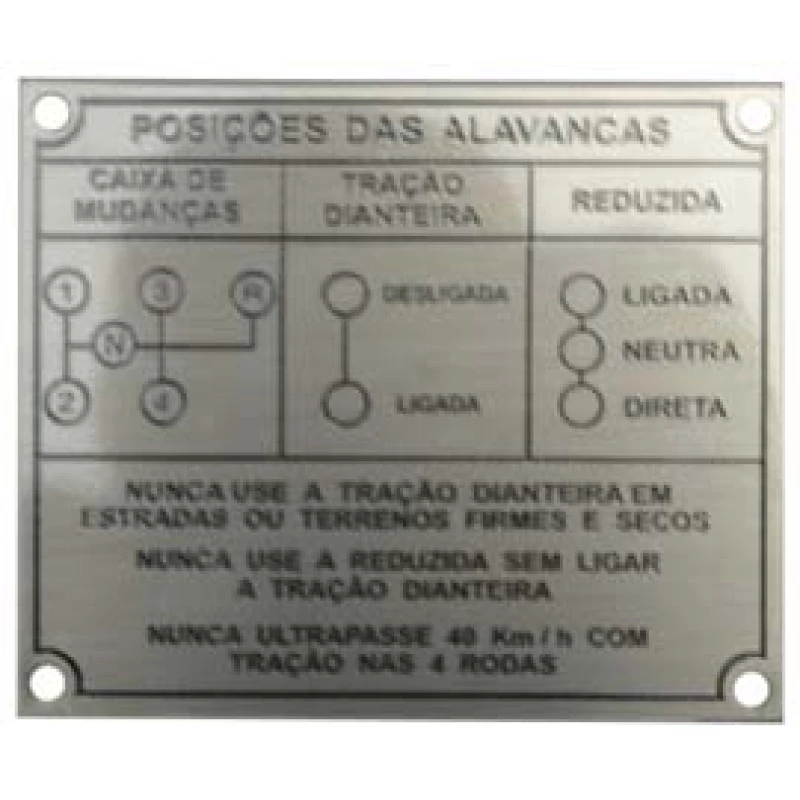 POSIÇÕES DAS ALAVANCAS
CAIXA DE
MUDANÇAS
TRAÇÃO
DIANTEIRA
REDUZIDA
1 3 R
N
2 4
DESLIGADA
LIGADA
LIGADA
NEUTRA
DIRETA
NUNCA USE A TRAÇÃO DIANTEIRA EM
ESTRADAS OU TERRENOS FIRMES E SECOS
NUNCA USE A REDUZIDA SEM LIGAR
A TRAÇÃO DIANTEIRA
NUNCA ULTRAPASSE 40 Km/h COM
TRAÇÃO NAS 4 RODAS